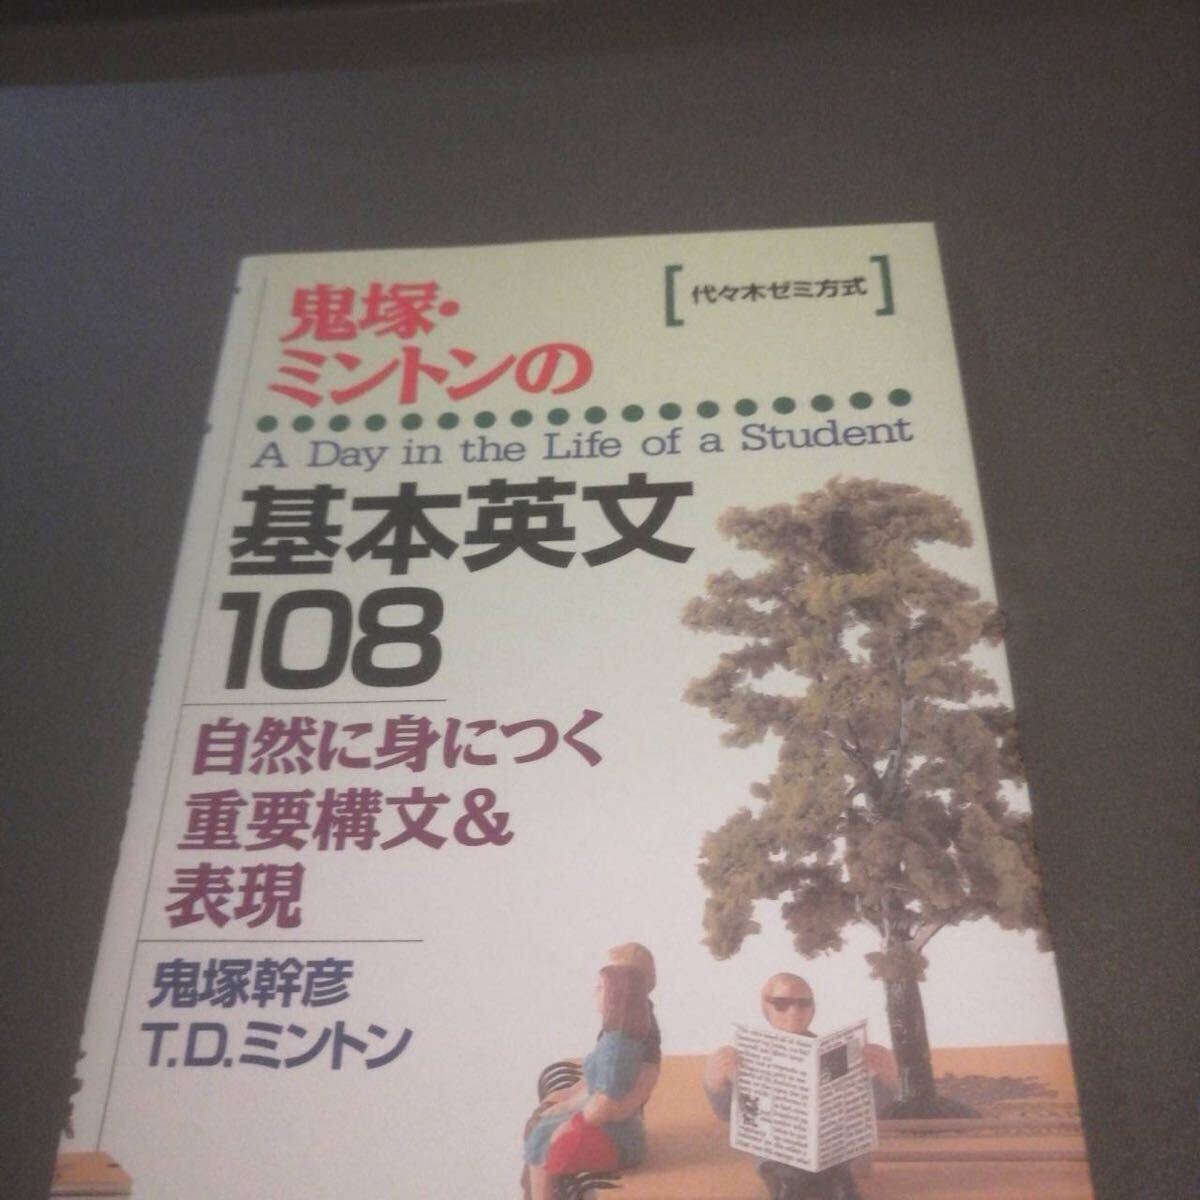 [代々木ゼミ方式]
鬼塚・
ミントンの
A Day in the Life of a Student
基本英文
108
自然に身につく
重要構文&
表現
鬼塚幹彦
T.D.ミントン